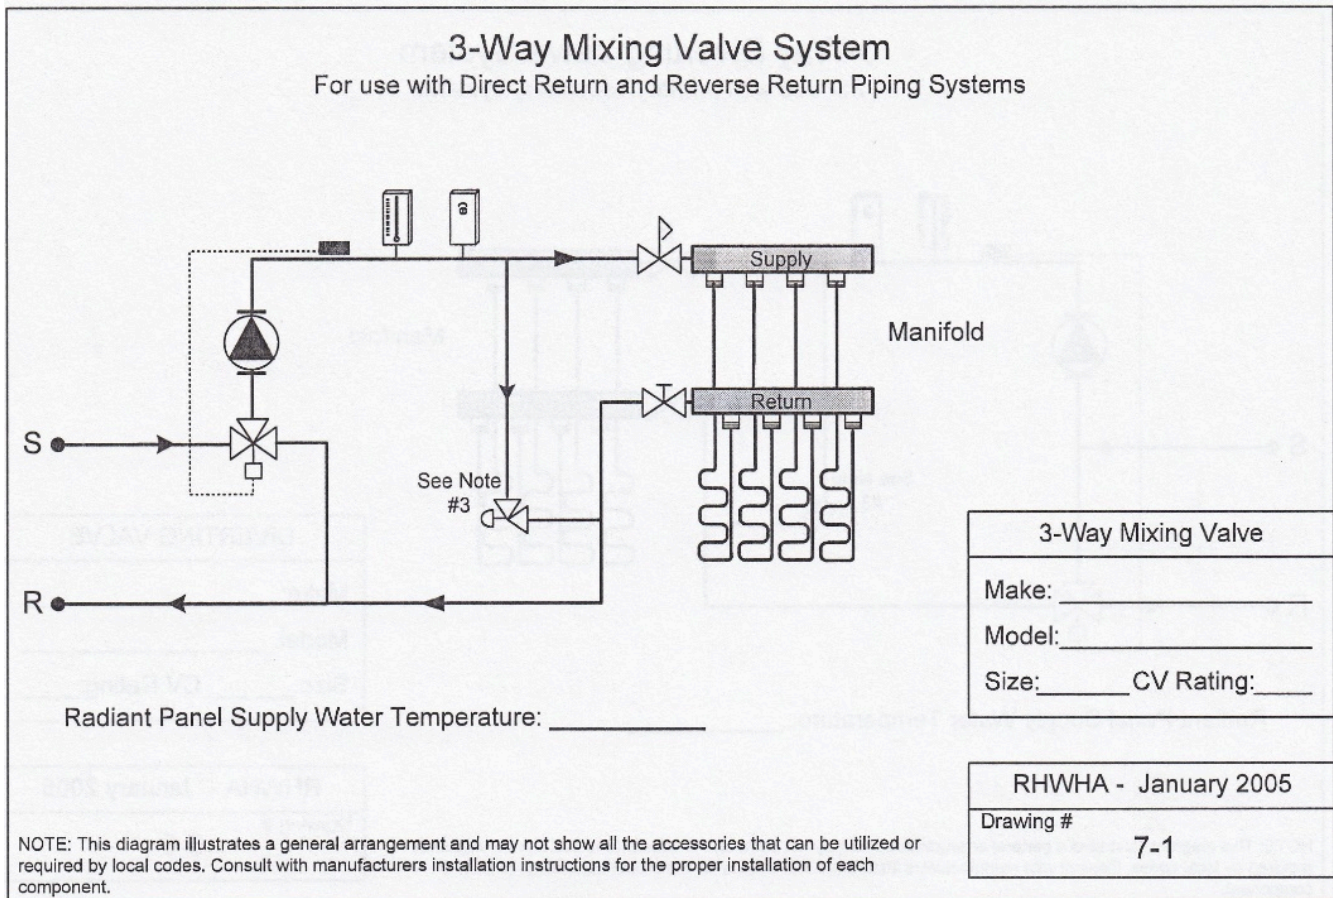 3-Way Mixing Valve System
For use with Direct Return and Reverse Return Piping Systems
Supply
Manifold
Return
S
See Note
#3
R
3-Way Mixing Valve
Make:
Model:
Size: CV Rating:
Radiant Panel Supply Water Temperature:
RHWHA - January 2005
Drawing #
7-1
NOTE: This diagram illustrates a general arrangement and may not show all the accessories that can be utilized or
required by local codes. Consult with manufacturers installation instructions for the proper installation of each
component.